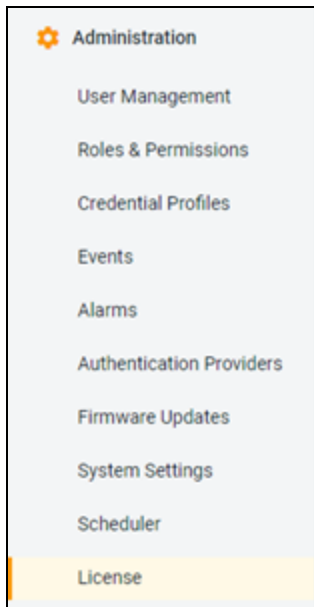 Administration
User Management
Roles & Permissions
Credential Profiles
Events
Alarms
Authentication Providers
Firmware Updates
System Settings
Scheduler
License